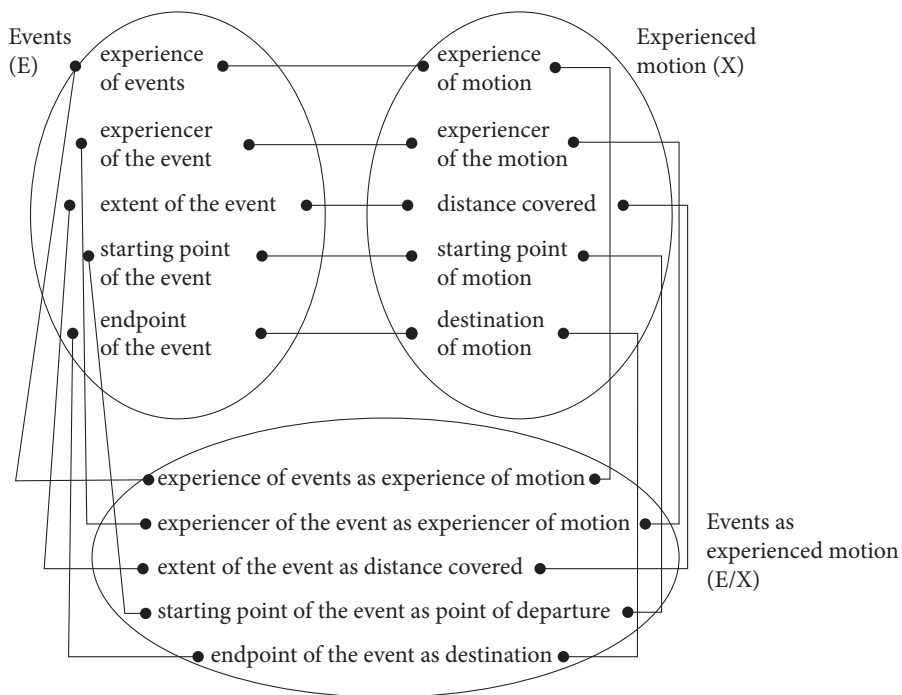 Events
(E)
experience
of events
experiencer
of the event
extent of the event
starting point
of the event
endpoint
of the event
experience
of motion
experiencer
of the motion
distance covered
starting point
of motion
destination
of motion
Experienced
motion (X)
experience of events as experience of motion
experiencer of the event as experiencer of motion
extent of the event as distance covered
starting point of the event as point of departure
endpoint of the event as destination
Events as
experienced motion
(E/X)